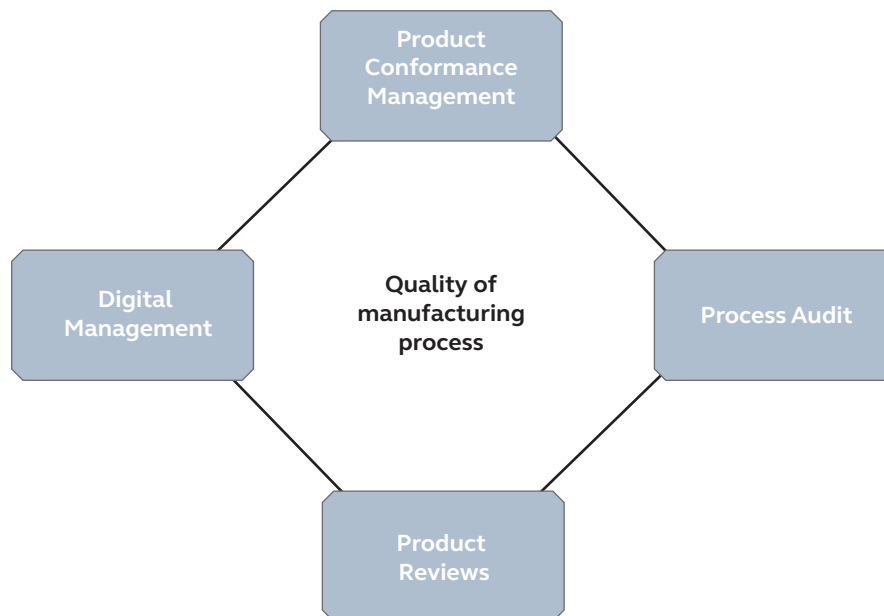 Product
Conformance
Management
Digital
Management
Quality of
manufacturing
process
Process Audit
Product
Reviews